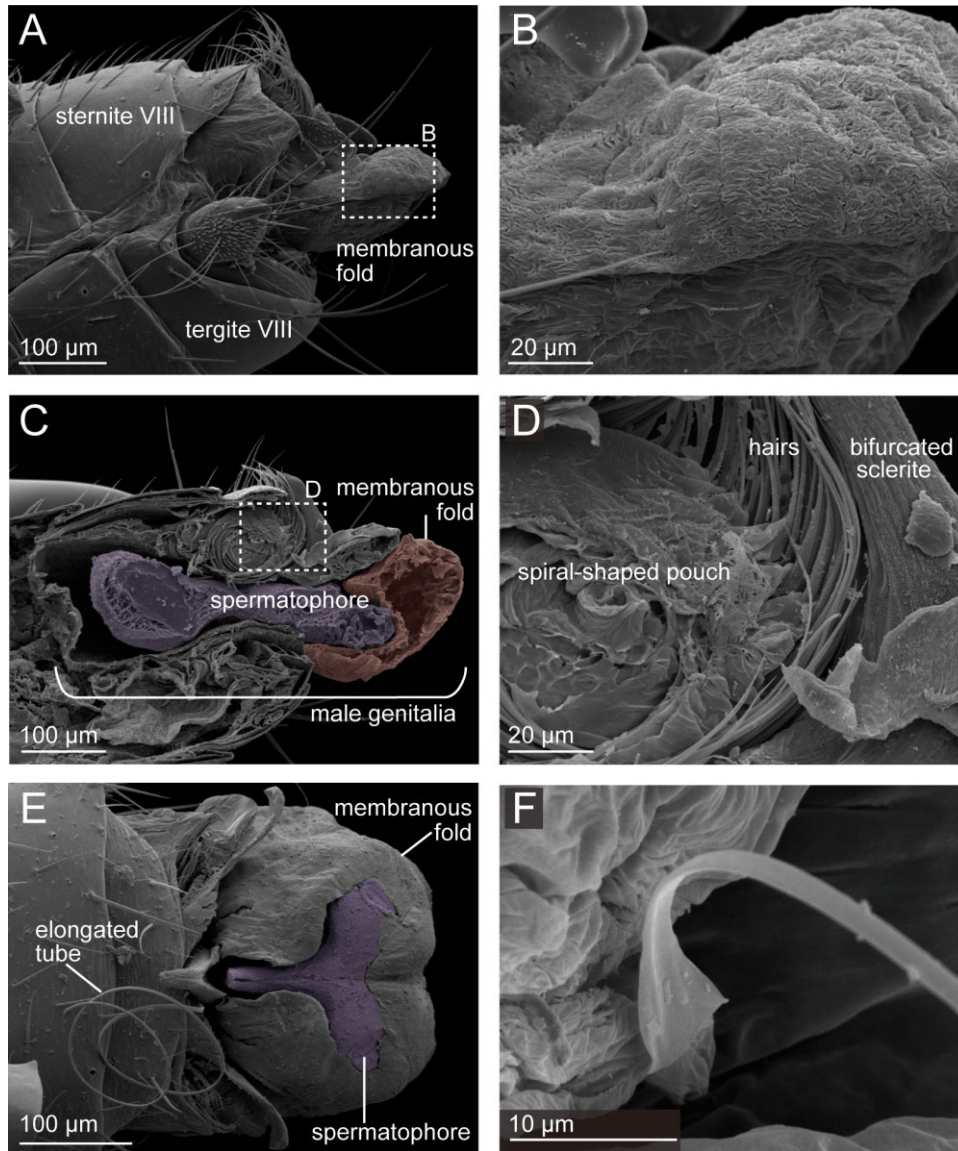 A
sternite VIII
B
membranous
fold
tergite VIII
100 µm
B
20 µm
C
D
membranous
fold
spermatophore
male genitalia
100 µm
D
hairs
bifurcated
sclerite
spiral-shaped pouch
20 µm
E
membranous
fold
elongated
tube
spermatophore
100 µm
F
10 µm